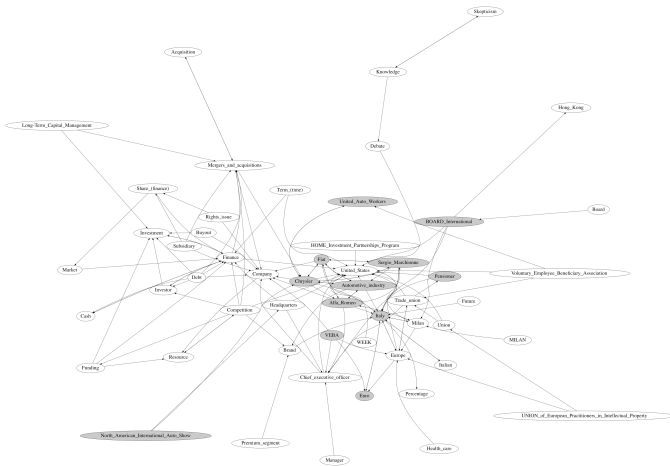 Skepticism
Acquisition
Knowledge
Hong_Kong
Long-Term_Capital_Management
Debate
Mergers_and_acquisitions
Share_(finance)
Term_(time)
United_Auto_Workers
Board
Rights_issue
BOARD_International
Investment
Buyout
Subsidiary
HOME_Investment_Partnerships_Program
Finance
Fiat
Sergio_Marchionne
Market
Company
United_States
Voluntary_Employee_Beneficiary_Association
Debt
Chrysler
Pensioner
Investor
Automotive_industry
Headquarters
Alfa_Romeo
Trade_union
Future
Cash
Competition
Italy
Milan
Union
VEBA
MILAN
WEEK
Resource
Brand
Europe
Funding
Italian
Chief_executive_officer
Euro
Percentage
UNION_of_European_Practitioners_in_Intellectual_Property
North_American_International_Auto_Show
Premium_segment
Health_care
Manager